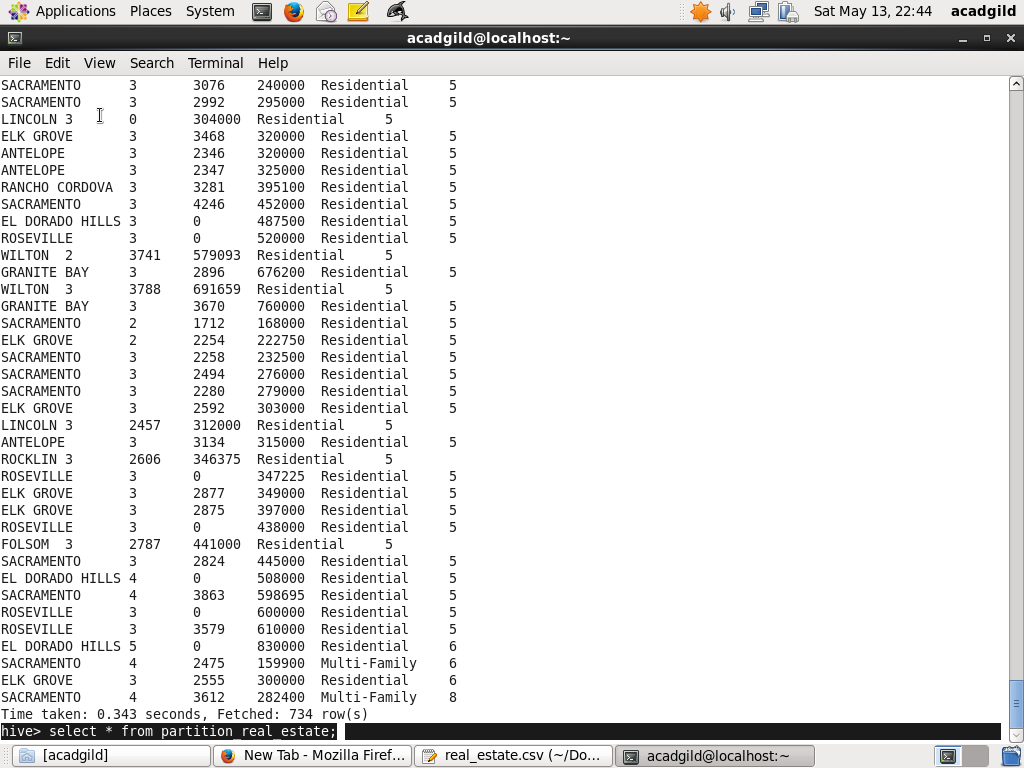 Applications Places System Sat May 13, 22:44 acadgild
acadgild@localhost:~
File Edit View Search Terminal Help
SACRAMENTO 3 3076 240000 Residential 5
SACRAMENTO 3 2992 295000 Residential 5
LINCOLN 3 0 304000 Residential 5
ELK GROVE 3 3468 320000 Residential 5
ANTELOPE 3 2346 320000 Residential 5
ANTELOPE 3 2347 325000 Residential 5
RANCHO CORDOVA 3 3281 395100 Residential 5
SACRAMENTO 3 4246 452000 Residential 5
EL DORADO HILLS 3 0 487500 Residential 5
ROSEVILLE 3 0 520000 Residential 5
WILTON 2 3741 579093 Residential 5
GRANITE BAY 3 2896 676200 Residential 5
WILTON 3 3788 691659 Residential 5
GRANITE BAY 3 3670 760000 Residential 5
SACRAMENTO 2 1712 168000 Residential 5
ELK GROVE 2 2254 222750 Residential 5
SACRAMENTO 3 2258 232500 Residential 5
SACRAMENTO 3 2494 276000 Residential 5
SACRAMENTO 3 2280 279000 Residential 5
ELK GROVE 3 2592 303000 Residential 5
LINCOLN 3 2457 312000 Residential 5
ANTELOPE 3 3134 315000 Residential 5
ROCKLIN 3 2606 346375 Residential 5
ROSEVILLE 3 0 347225 Residential 5
ELK GROVE 3 2877 349000 Residential 5
ELK GROVE 3 2875 397000 Residential 5
ROSEVILLE 3 0 438000 Residential 5
FOLSOM 3 2787 441000 Residential 5
SACRAMENTO 3 2824 445000 Residential 5
EL DORADO HILLS 4 0 508000 Residential 5
SACRAMENTO 4 3863 598695 Residential 5
ROSEVILLE 3 0 600000 Residential 5
ROSEVILLE 3 3579 610000 Residential 5
EL DORADO HILLS 5 0 830000 Residential 6
SACRAMENTO 4 2475 159900 Multi-Family 6
ELK GROVE 3 2555 300000 Residential 6
SACRAMENTO 4 3612 282400 Multi-Family 8
Time taken: 0.343 seconds, Fetched: 734 row(s)
hive> select * from partition_real_estate;
[acadgild] New Tab - Mozilla Firef... real_estate.csv (~/Do... acadgild@localhost:~